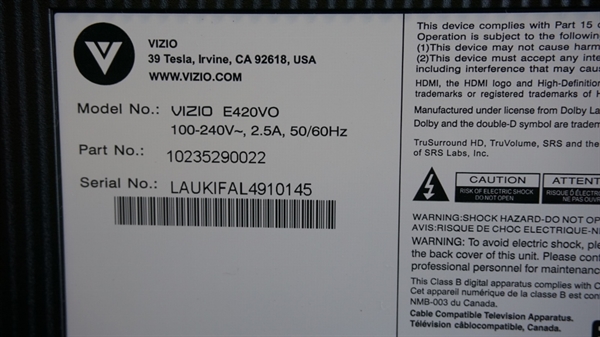 VIZIO
39 Tesla, Irvine, CA 92618, USA
WWW.VIZIO.COM
Model No.: VIZIO E420VO
100-240V~, 2.5A, 50/60Hz
Part No.: 10235290022
Serial No.: LAUKIFAL4910145
This device complies with Part 15
Operation is subject to the following
(1)This device may not cause harm
(2)This device must accept any inte
including interference that may cau
HDMI, the HDMI logo and High-Definition
trademarks or registered trademarks of H
Manufactured under license from Dolby La
Dolby and the double-D symbol are tradem
TruSurround HD, TruVolume, SRS and the
of SRS Labs, Inc.
CAUTION
RISK OF ELECTRIC SHOCK
DO NOT OPEN
ATTENT
RISQUE D ÉLECTRI
NE PAS OUVR
WARNING:SHOCK HAZARD-DO NOT OP
AVIS:RISQUE DE CHOC ELECTRIQUE-NE
WARNING: To avoid electric shock, ple
the back cover of this unit. Please cont
professional personnel for maintenance
This Class B digital apparatus complies with C
Cet appareil numérique de la classe B est con
NMB-003 du Canada.
Cable Compatible Television Apparatus.
Télévision câblocompatible, Canada.